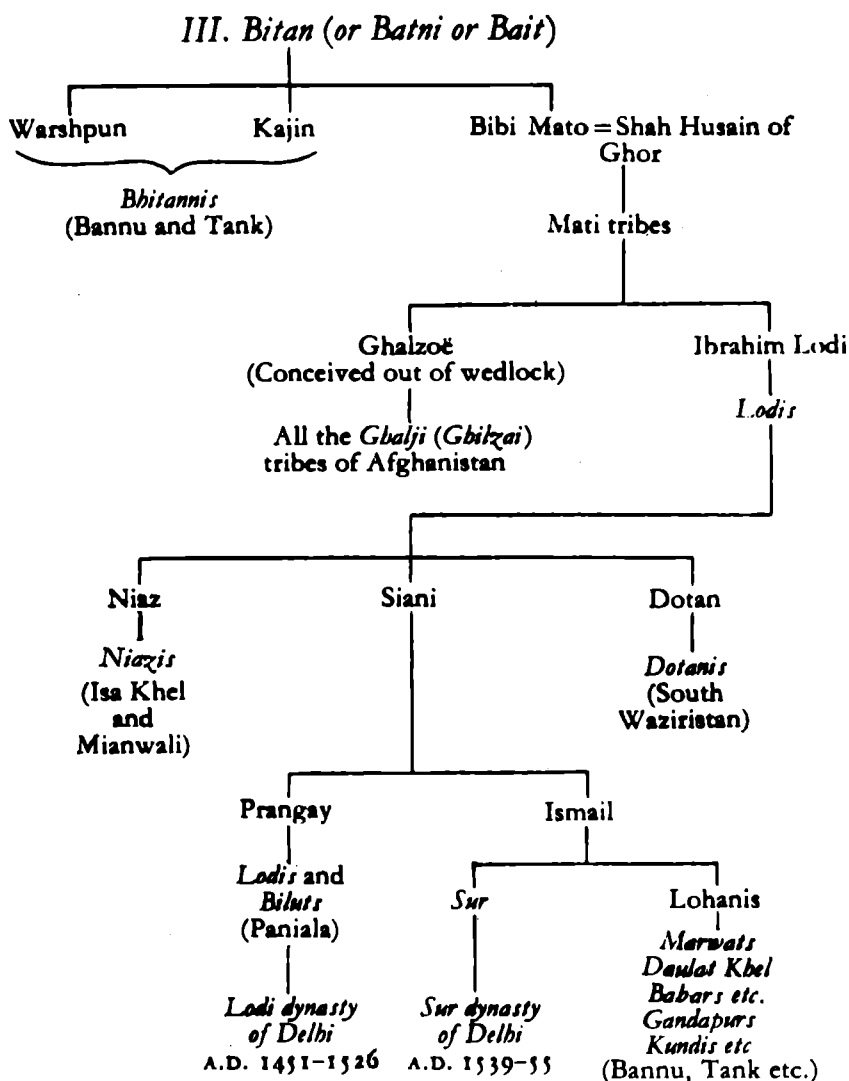 III. Bitan (or Batni or Bait)
Warshpun Kajin Bibi Mato = Shah Husain of
Ghor
Bhitannis
(Bannu and Tank)
Mati tribes
Ghalzoë Ibrahim Lodi
(Conceived out of wedlock)
Lodis
All the Ghalji (Ghilzai)
tribes of Afghanistan
Niaz Siani Dotan
Niazis
(Isa Khel
and
Mianwali)
Dotanis
(South
Waziristan)
Prangay Ismail
Lodis and
Biluts
(Paniala)
Sur Lohanis
Marwats
Daulat Khel
Babars etc.
Gandapurs
Kundis etc
(Bannu, Tank etc.)
Lodi dynasty
of Delhi
A.D. 1451–1526
Sur dynasty
of Delhi
A.D. 1539–55